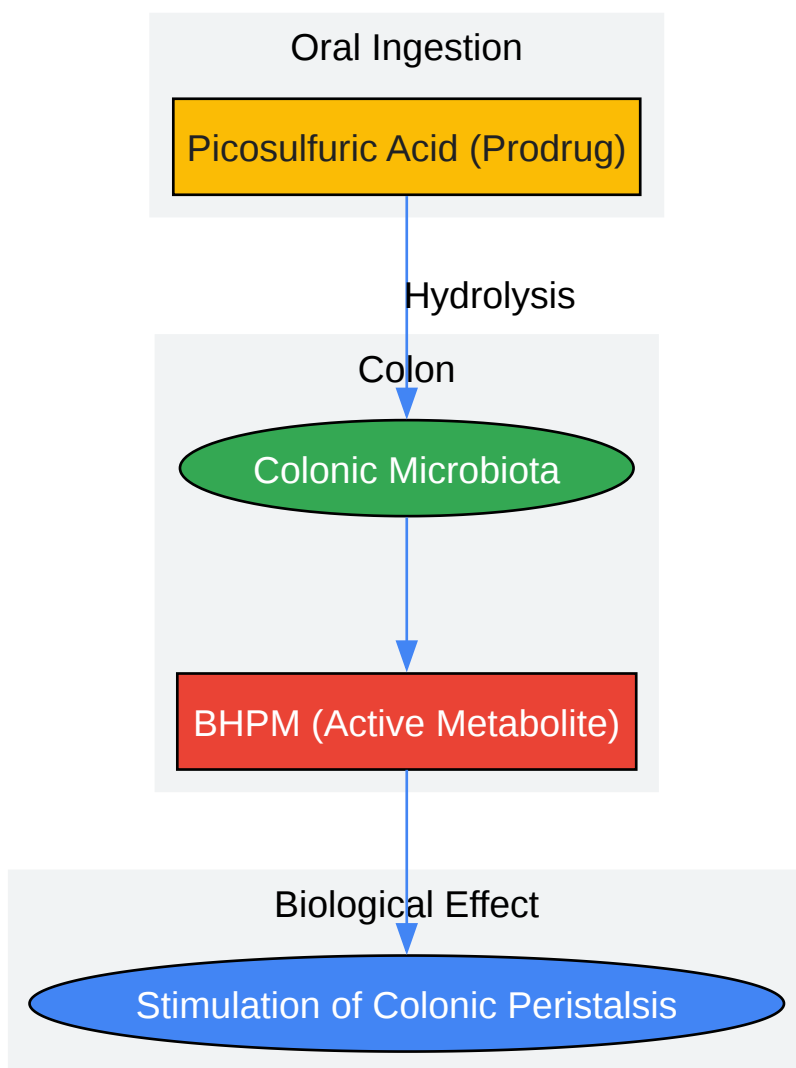 Oral Ingestion
Picosulfuric Acid (Prodrug)
Hydrolysis
Colon
Colonic Microbiota
BHPM (Active Metabolite)
Biological Effect
Stimulation of Colonic Peristalsis